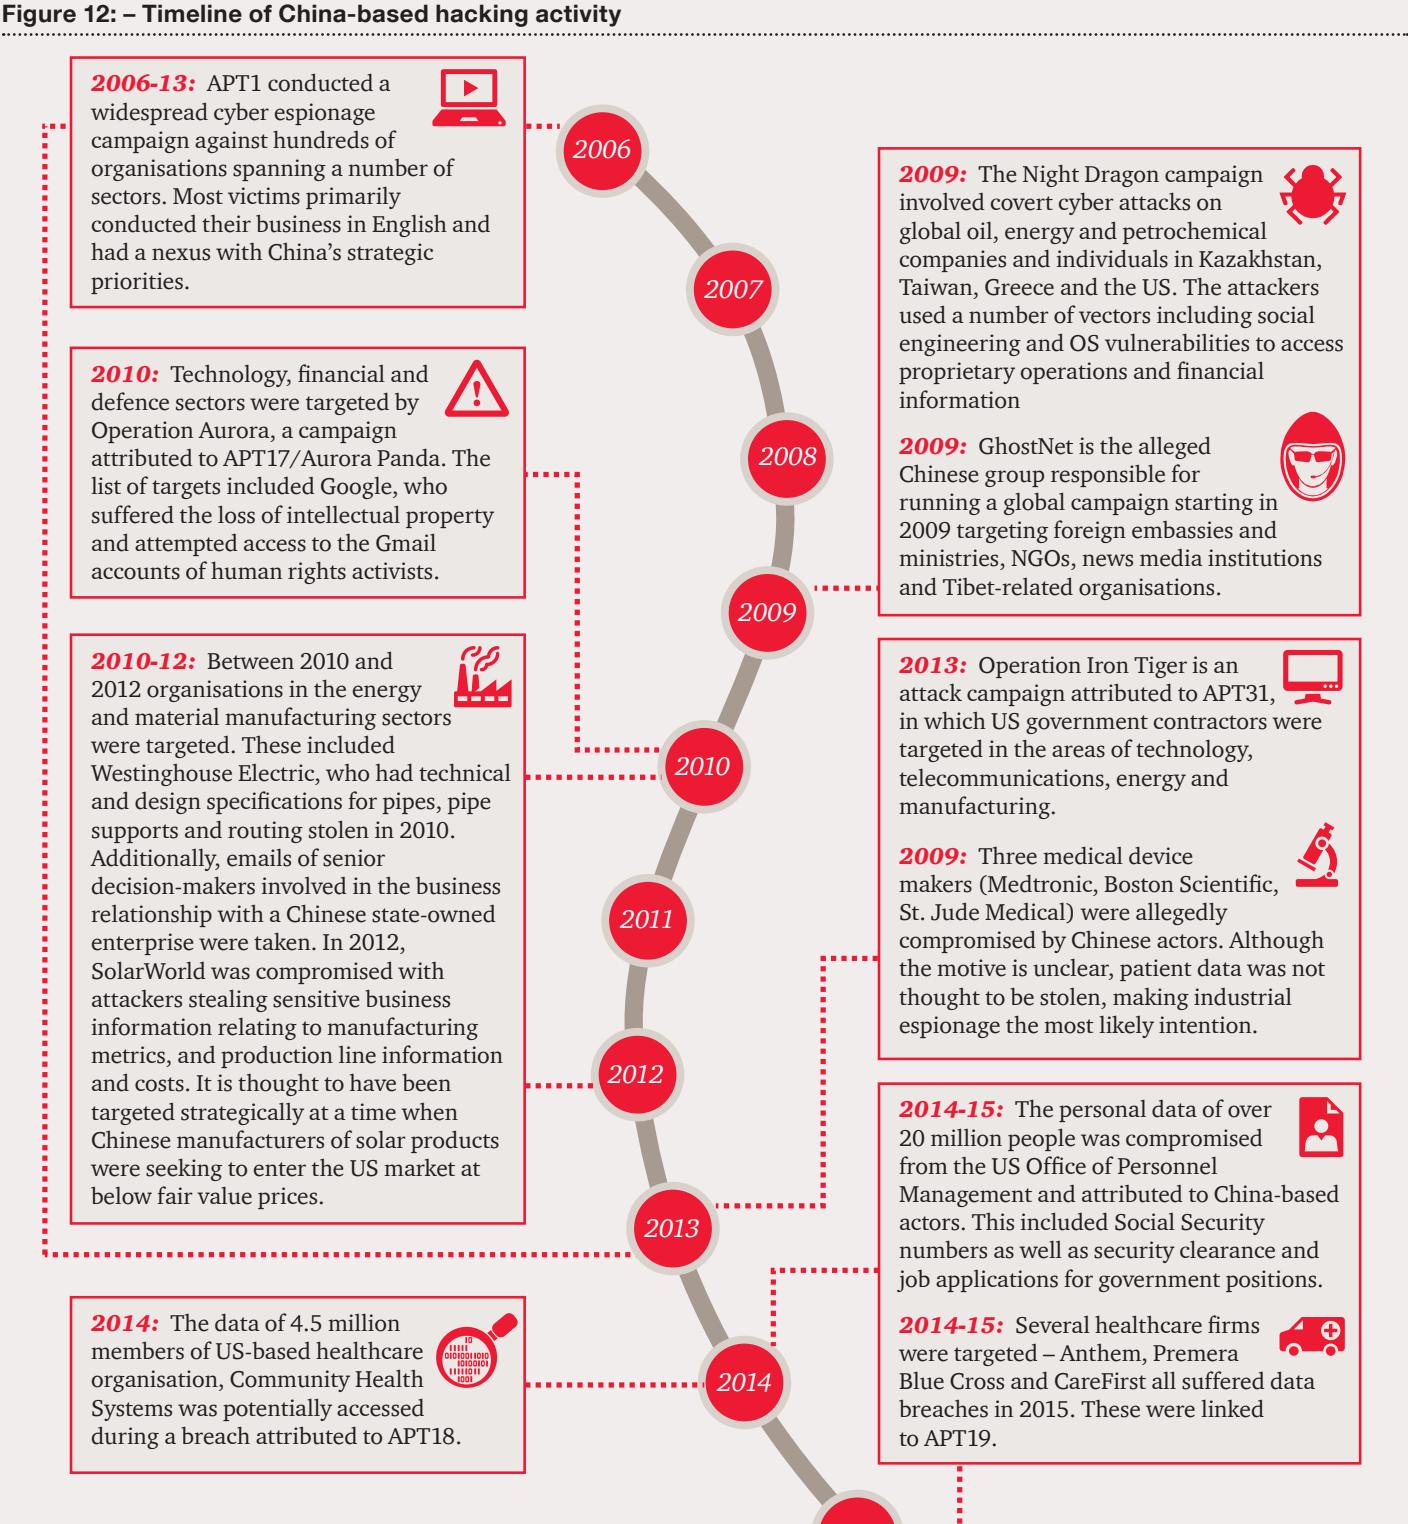 Figure 12: – Timeline of China-based hacking activity
2006-13: APT1 conducted a
widespread cyber espionage
campaign against hundreds of
organisations spanning a number of
sectors. Most victims primarily
conducted their business in English and
had a nexus with China’s strategic
priorities.
2010: Technology, financial and
defence sectors were targeted by
Operation Aurora, a campaign
attributed to APT17/Aurora Panda. The
list of targets included Google, who
suffered the loss of intellectual property
and attempted access to the Gmail
accounts of human rights activists.
2010-12: Between 2010 and
2012 organisations in the energy
and material manufacturing sectors
were targeted. These included
Westinghouse Electric, who had technical
and design specifications for pipes, pipe
supports and routing stolen in 2010.
Additionally, emails of senior
decision-makers involved in the business
relationship with a Chinese state-owned
enterprise were taken. In 2012,
SolarWorld was compromised with
attackers stealing sensitive business
information relating to manufacturing
metrics, and production line information
and costs. It is thought to have been
targeted strategically at a time when
Chinese manufacturers of solar products
were seeking to enter the US market at
below fair value prices.
2014: The data of 4.5 million
members of US-based healthcare
organisation, Community Health
Systems was potentially accessed
during a breach attributed to APT18.
2006
2007
2008
2009
2010
2011
2012
2013
2014
2009: The Night Dragon campaign
involved covert cyber attacks on
global oil, energy and petrochemical
companies and individuals in Kazakhstan,
Taiwan, Greece and the US. The attackers
used a number of vectors including social
engineering and OS vulnerabilities to access
proprietary operations and financial
information
2009: GhostNet is the alleged
Chinese group responsible for
running a global campaign starting in
2009 targeting foreign embassies and
ministries, NGOs, news media institutions
and Tibet-related organisations.
2013: Operation Iron Tiger is an
attack campaign attributed to APT31,
in which US government contractors were
targeted in the areas of technology,
telecommunications, energy and
manufacturing.
2009: Three medical device
makers (Medtronic, Boston Scientific,
St. Jude Medical) were allegedly
compromised by Chinese actors. Although
the motive is unclear, patient data was not
thought to be stolen, making industrial
espionage the most likely intention.
2014-15: The personal data of over
20 million people was compromised
from the US Office of Personnel
Management and attributed to China-based
actors. This included Social Security
numbers as well as security clearance and
job applications for government positions.
2014-15: Several healthcare firms
were targeted – Anthem, Premera
Blue Cross and CareFirst all suffered data
breaches in 2015. These were linked
to APT19.